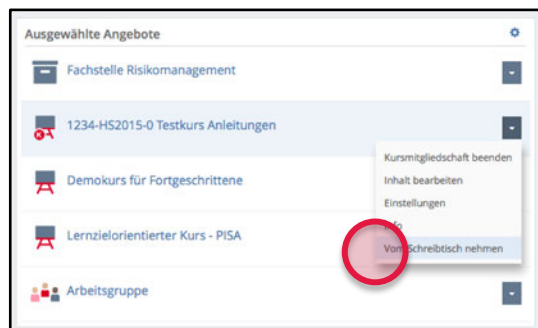 Ausgewählte Angebote
Fachstelle Risikomanagement
1234-HS2015-0 Testkurs Anleitungen
Kursmitgliedschaft beenden
Demokurs für Fortgeschrittene
Inhalt bearbeiten
Einstellungen
Info
Lernzielorientierter Kurs - PISA
Vom Schreibtisch nehmen
Arbeitsgruppe